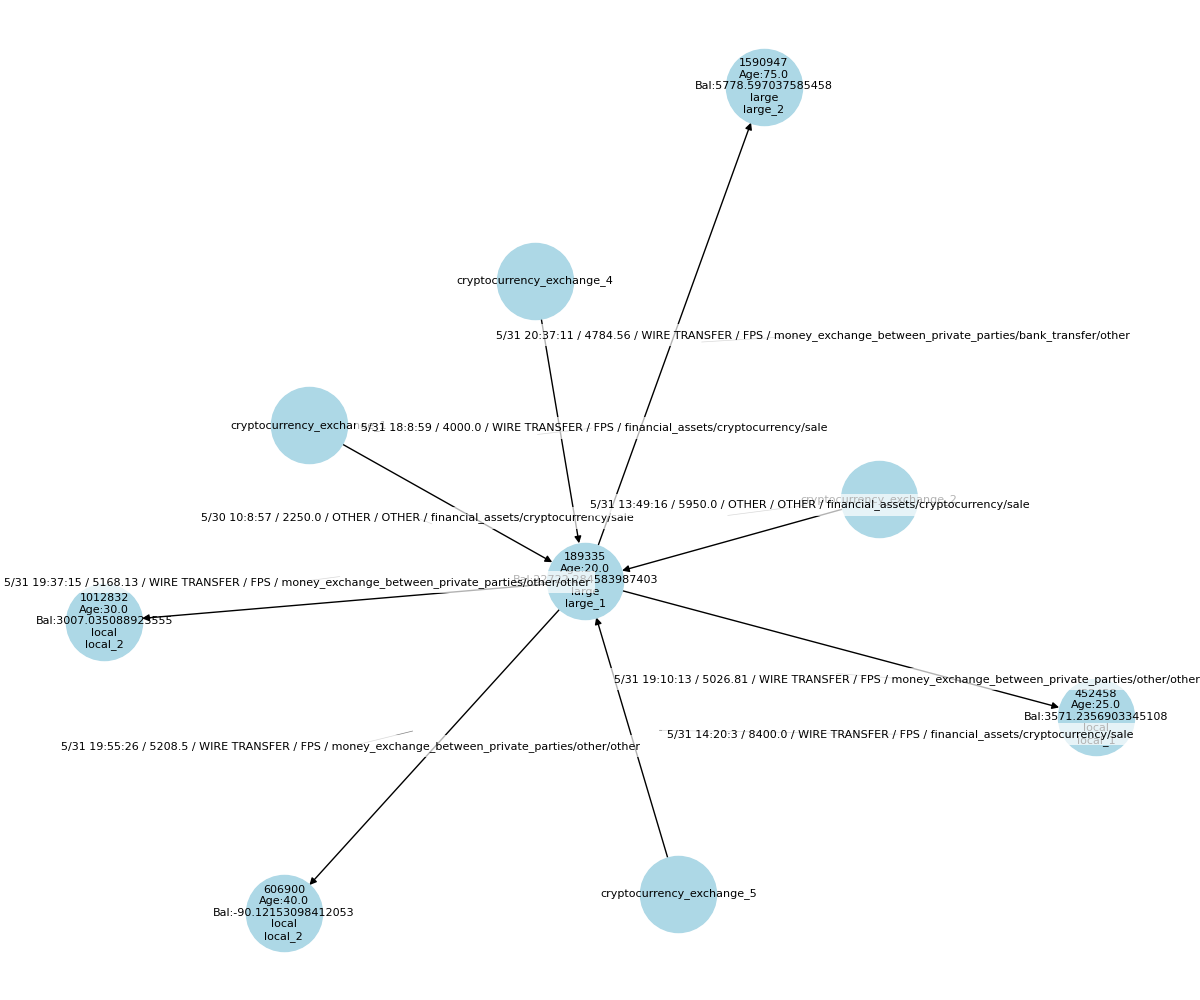 1590947
Age:75.0
Bal:5778.597037585458
large
large_2
cryptocurrency_exchange_4
5/31 20:37:11 / 4784.56 / WIRE TRANSFER / FPS / money_exchange_between_private_parties/bank_transfer/other
5/31 18:8:59 / 4000.0 / WIRE TRANSFER / FPS / financial_assets/cryptocurrency/sale
cryptocurrency_exchange_2
5/31 13:49:16 / 5950.0 / OTHER / OTHER / financial_assets/cryptocurrency/sale
5/30 10:8:57 / 2250.0 / OTHER / OTHER / financial_assets/cryptocurrency/sale
189335
Age:20.0
large
large_1
5/31 19:37:15 / 5168.13 / WIRE TRANSFER / FPS / money_exchange_between_private_parties/other/other
1012832
Age:30.0
local
local_2
5/31 19:10:13 / 5026.81 / WIRE TRANSFER / FPS / money_exchange_between_private_parties/other/other
452458
Age:25.0
Bal:3571.2356903345108
local
local_1
5/31 14:20:3 / 8400.0 / WIRE TRANSFER / FPS / financial_assets/cryptocurrency/sale
5/31 19:55:26 / 5208.5 / WIRE TRANSFER / FPS / money_exchange_between_private_parties/other/other
606900
Age:40.0
Bal:-90.12153098412053
local
local_2
cryptocurrency_exchange_5